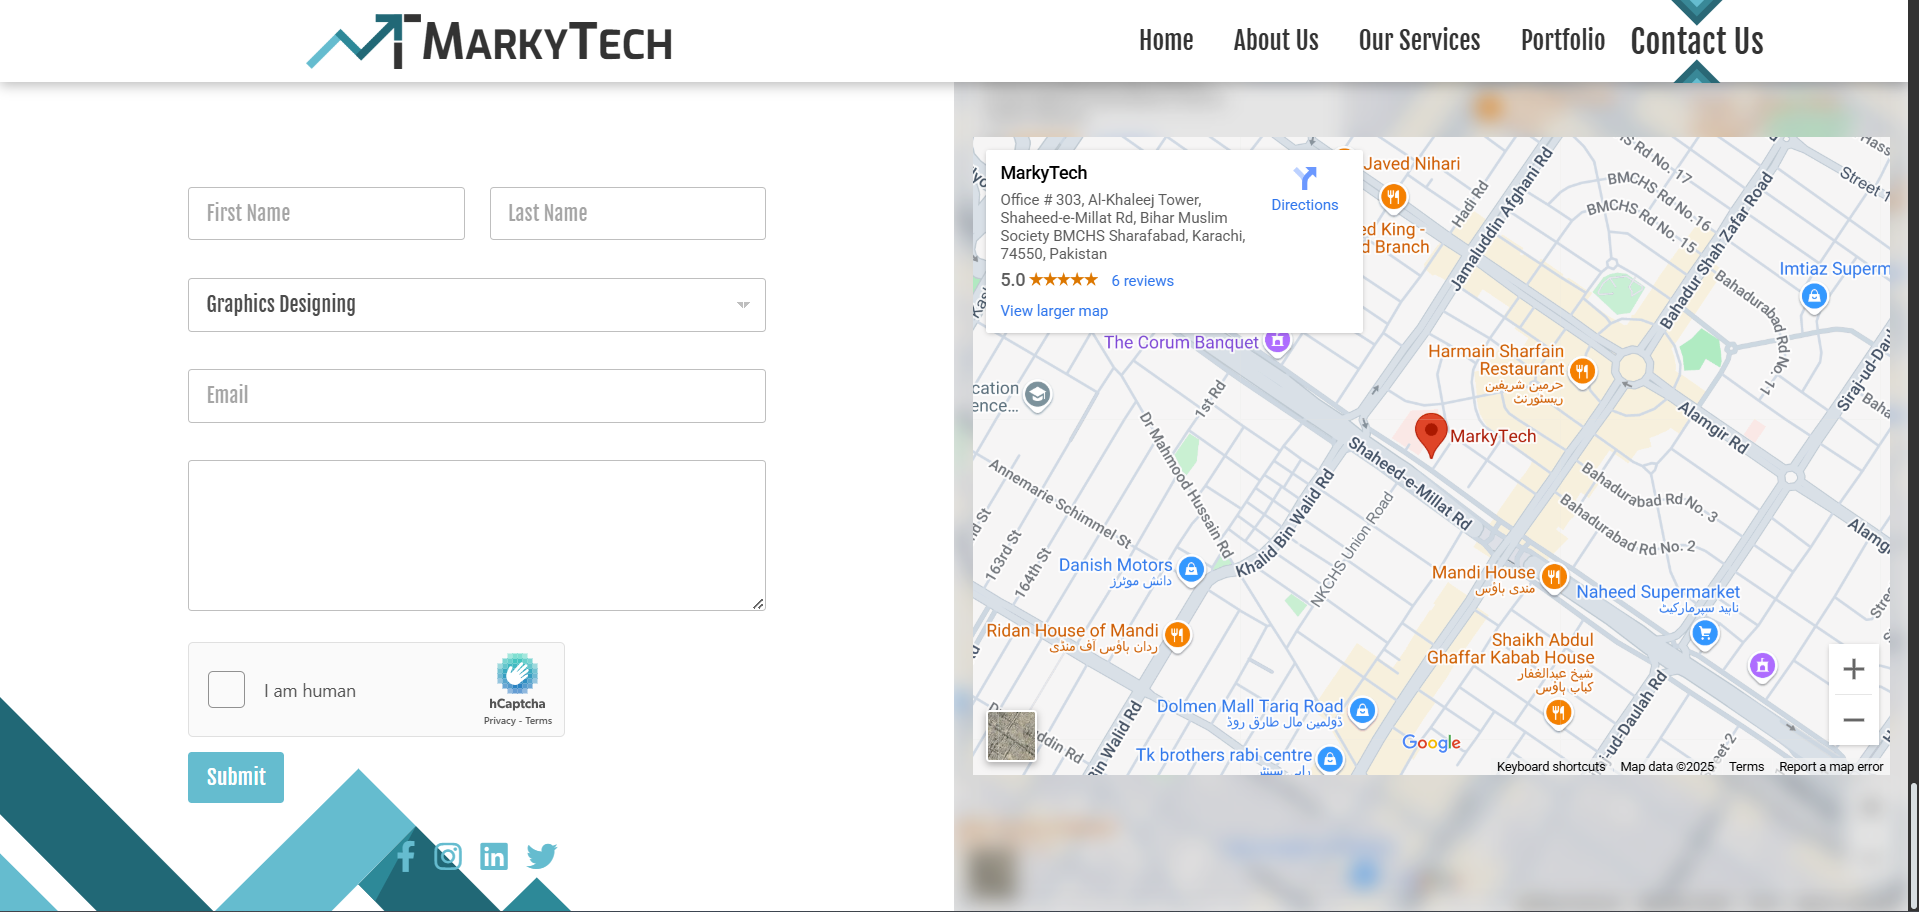 MARKYTECH
Home
About Us
Our Services
Portfolio
Contact Us
First Name
Last Name
Graphics Designing
Email
I am human
hCaptcha
Privacy - Terms
Submit
MarkyTech
Office # 303, Al-Khaleej Tower,
Shaheed-e-Millat Rd, Bihar Muslim
Society BMCHS Sharafabad, Karachi,
74550, Pakistan
5.0
6 reviews
View larger map
Directions
Javed Nihari
ed King -
d Branch
Hadi Rd
Jamaluddin Afghani Rd
BMCHS Rd No. 16
BMCHS Rd No. 15
S Rd No. 17
Bahadur Shah Zafar Road
Street 1
Imtiaz Superm
Bahadurabad Rd No. 11
Siraj-ud-Dau
The Corum Banquet
Harmain Sharfain
Restaurant
حرمین شریفین
ریسٹورنٹ
cation
ence...
1st Rd
Dr Mahmood Hussain Rd
MarkyTech
Alamgir Rd
Baha
Shaheed-e-Millat Rd
Annemarie Schimmel St
Khalid Bin Walid Rd
NKCHS Union Road
Bahadurabad Rd No. 3
Bahadurabad Rd No. 2
Alamg
163rd St
164th St
Danish Motors
دانش موٹرز
Mandi House
مندی ہاؤس
Naheed Supermarket
ناہید سپرمارکیٹ
Stree
Ridan House of Mandi
ردان ہاؤس آف منڈی
Shaikh Abdul
Ghaffar Kabab House
شیخ عبدالغفار
کباب ہاؤس
Dolmen Mall Tariq Road
ڈولمین مال طارق روڈ
uddin Rd
in Walid Rd
j-ud-Daulah Rd
Street 2
Tk brothers rabi centre
Google
Keyboard shortcuts
Map data ©2025
Terms
Report a map error